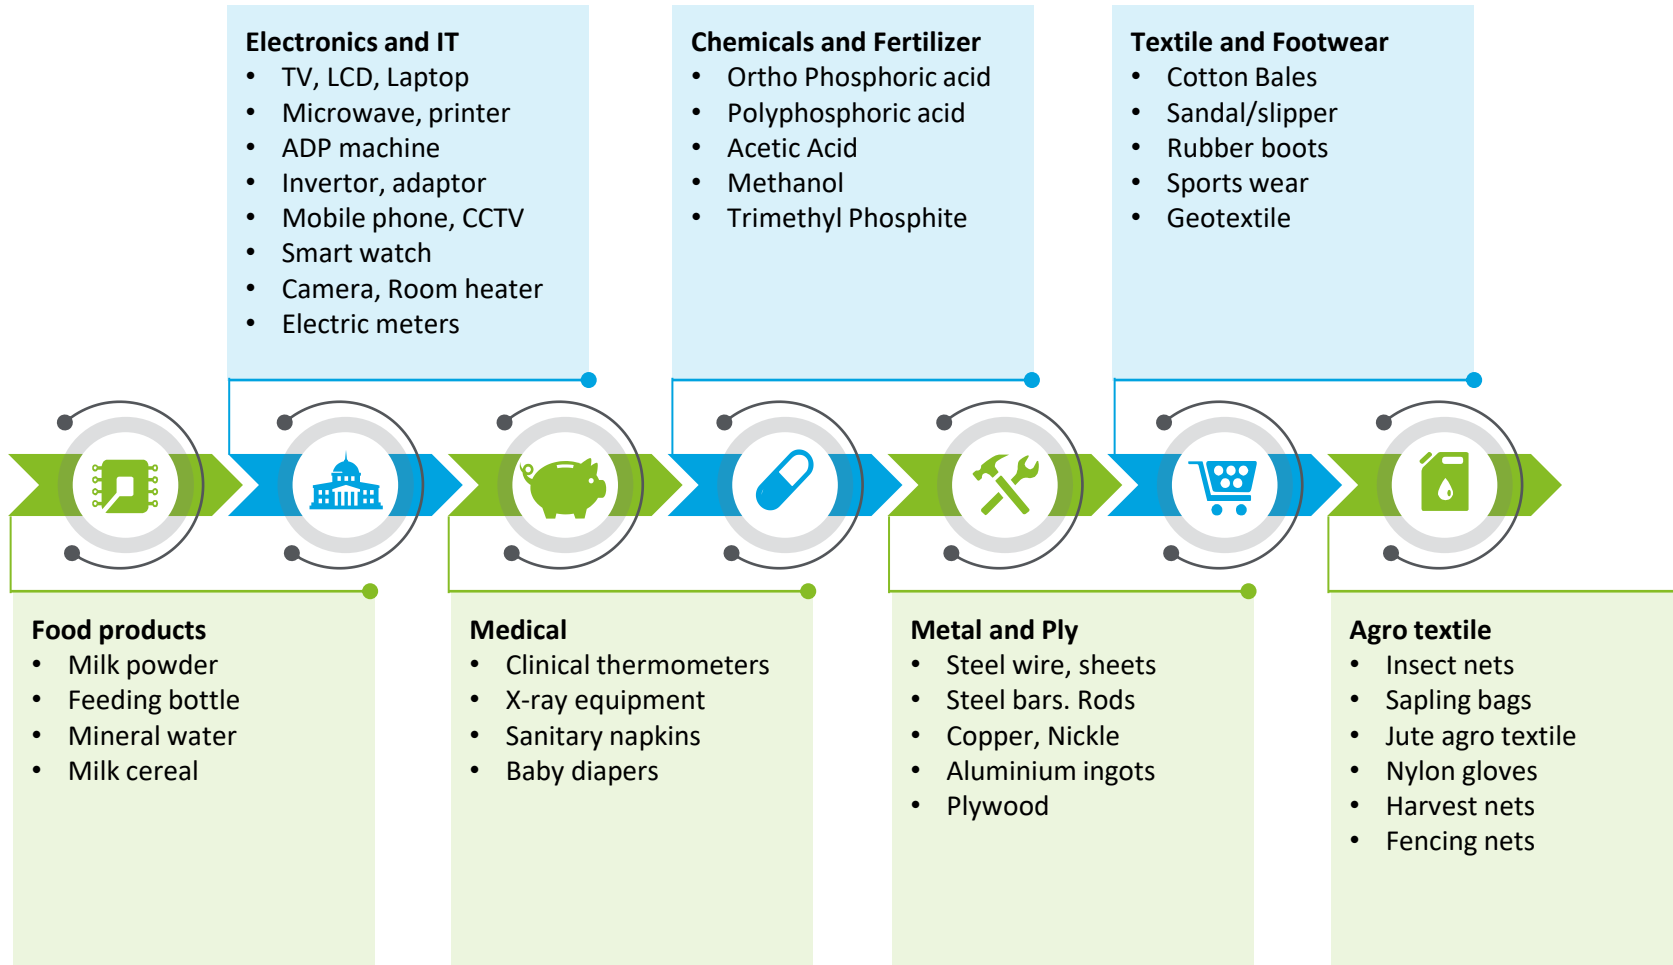 Electronics and IT
• TV, LCD, Laptop
• Microwave, printer
• ADP machine
• Invertor, adaptor
• Mobile phone, CCTV
• Smart watch
• Camera, Room heater
• Electric meters
Chemicals and Fertilizer
• Ortho Phosphoric acid
• Polyphosphoric acid
• Acetic Acid
• Methanol
• Trimethyl Phosphite
Textile and Footwear
• Cotton Bales
• Sandal/slipper
• Rubber boots
• Sports wear
• Geotextile
Food products
• Milk powder
• Feeding bottle
• Mineral water
• Milk cereal
Medical
• Clinical thermometers
• X-ray equipment
• Sanitary napkins
• Baby diapers
Metal and Ply
• Steel wire, sheets
• Steel bars. Rods
• Copper, Nickle
• Aluminium ingots
• Plywood
Agro textile
• Insect nets
• Sapling bags
• Jute agro textile
• Nylon gloves
• Harvest nets
• Fencing nets